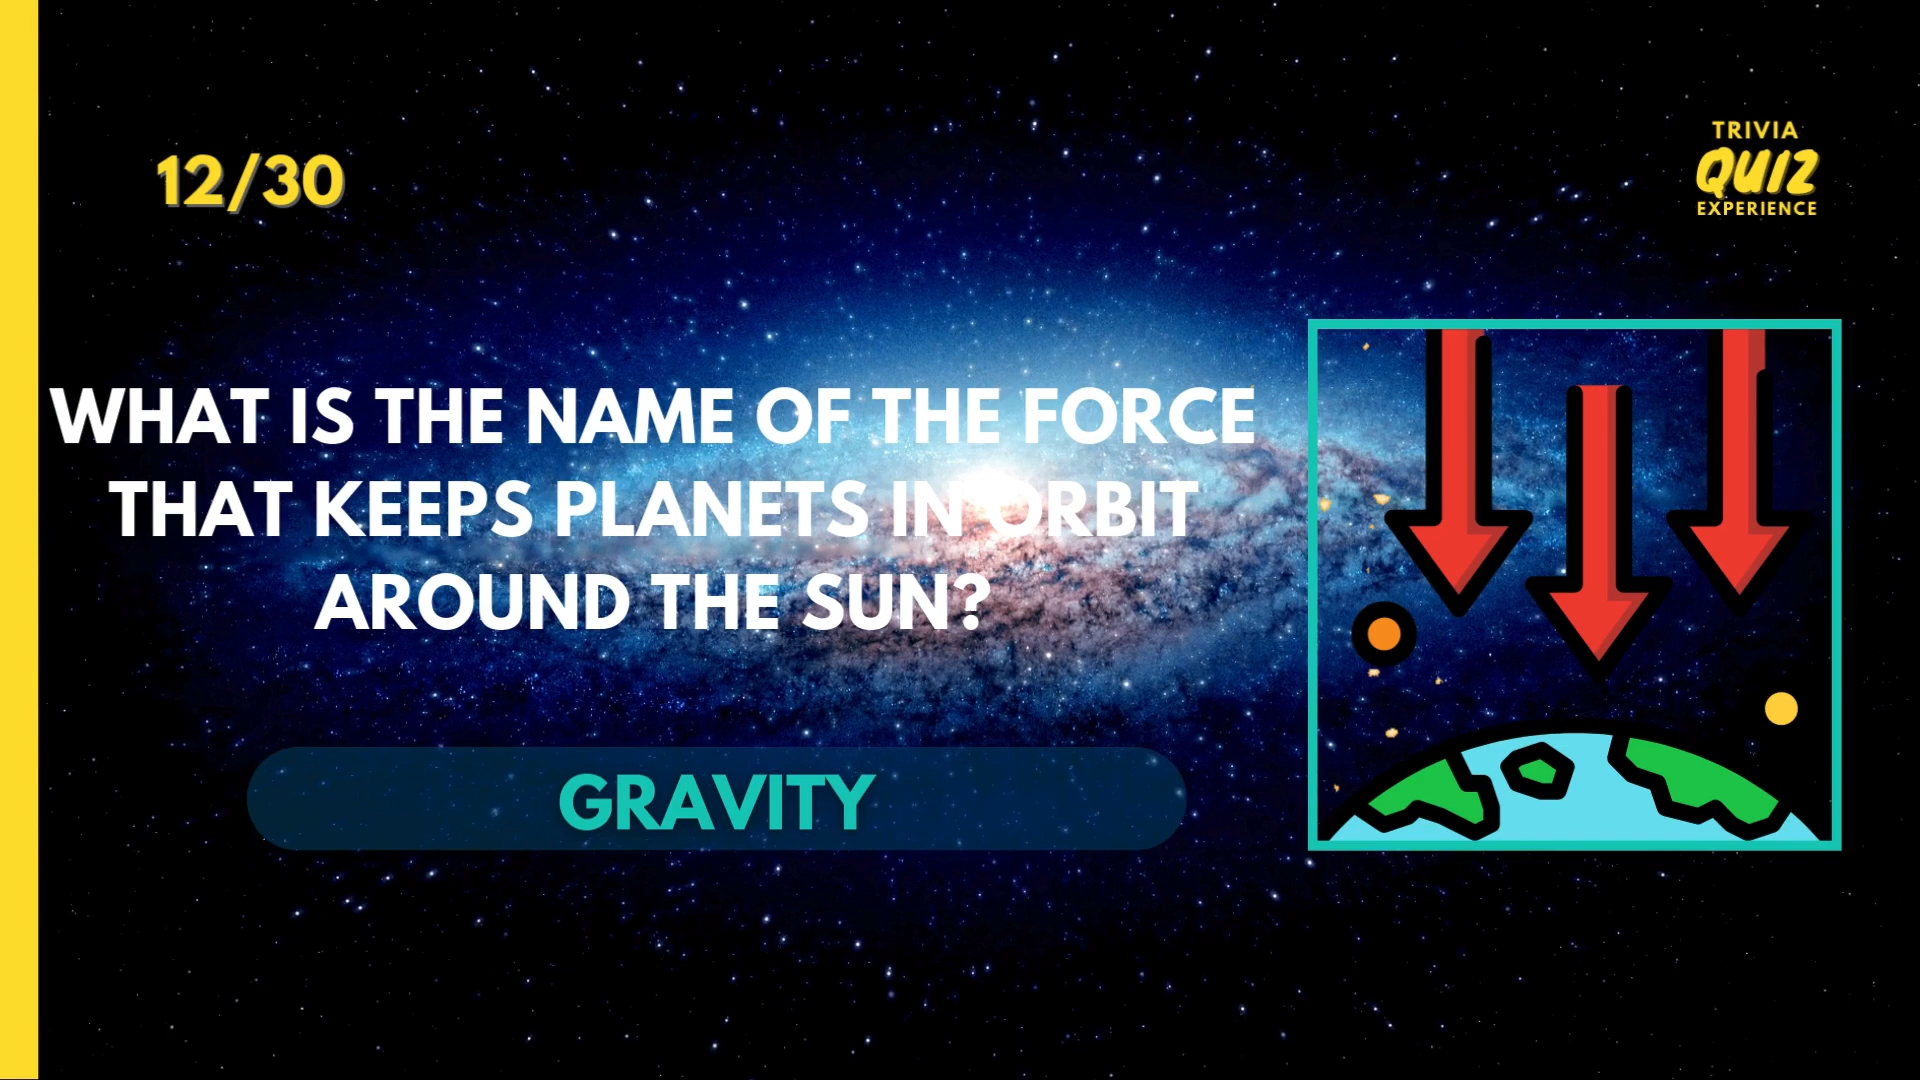 12/30
TRIVIA
QUIZ
EXPERIENCE
WHAT IS THE NAME OF THE FORCE
THAT KEEPS PLANETS IN ORBIT
AROUND THE SUN?
GRAVITY